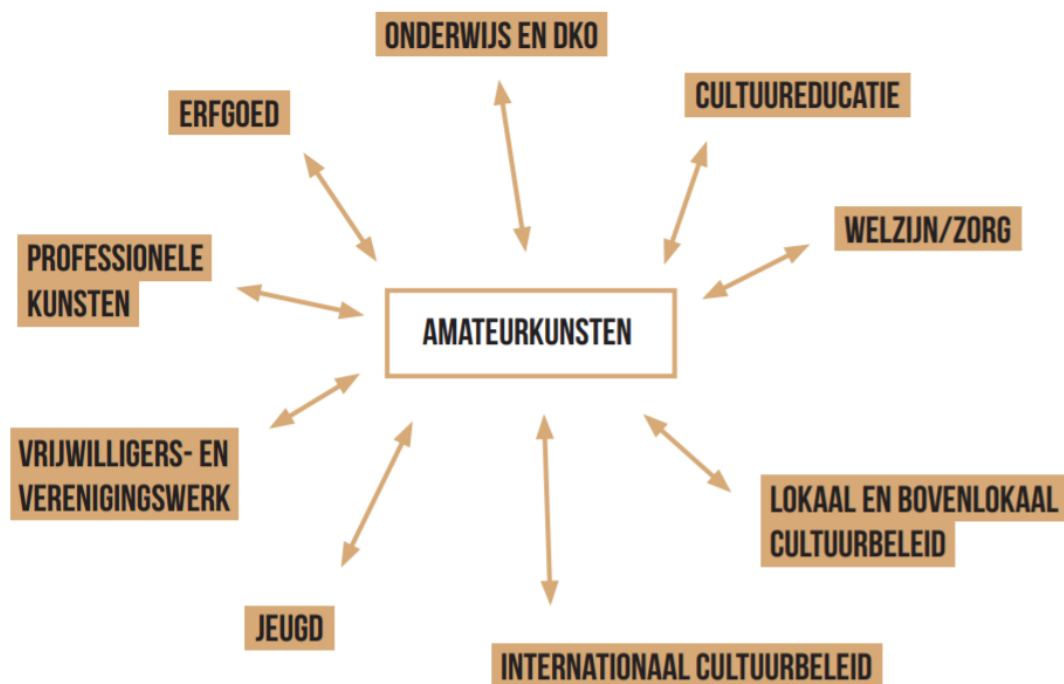 ONDERWIJS EN DKO
CULTUUREDUCATIE
ERFGOED
WELZIJN/ZORG
PROFESSIONELE
KUNSTEN
AMATEURKUNSTEN
VRIJWILLIGERS- EN
VERENIGINGSWERK
LOKAAL EN BOVENLOKAAL
CULTUURBELEID
JEUGD
INTERNATIONAAL CULTUURBELEID